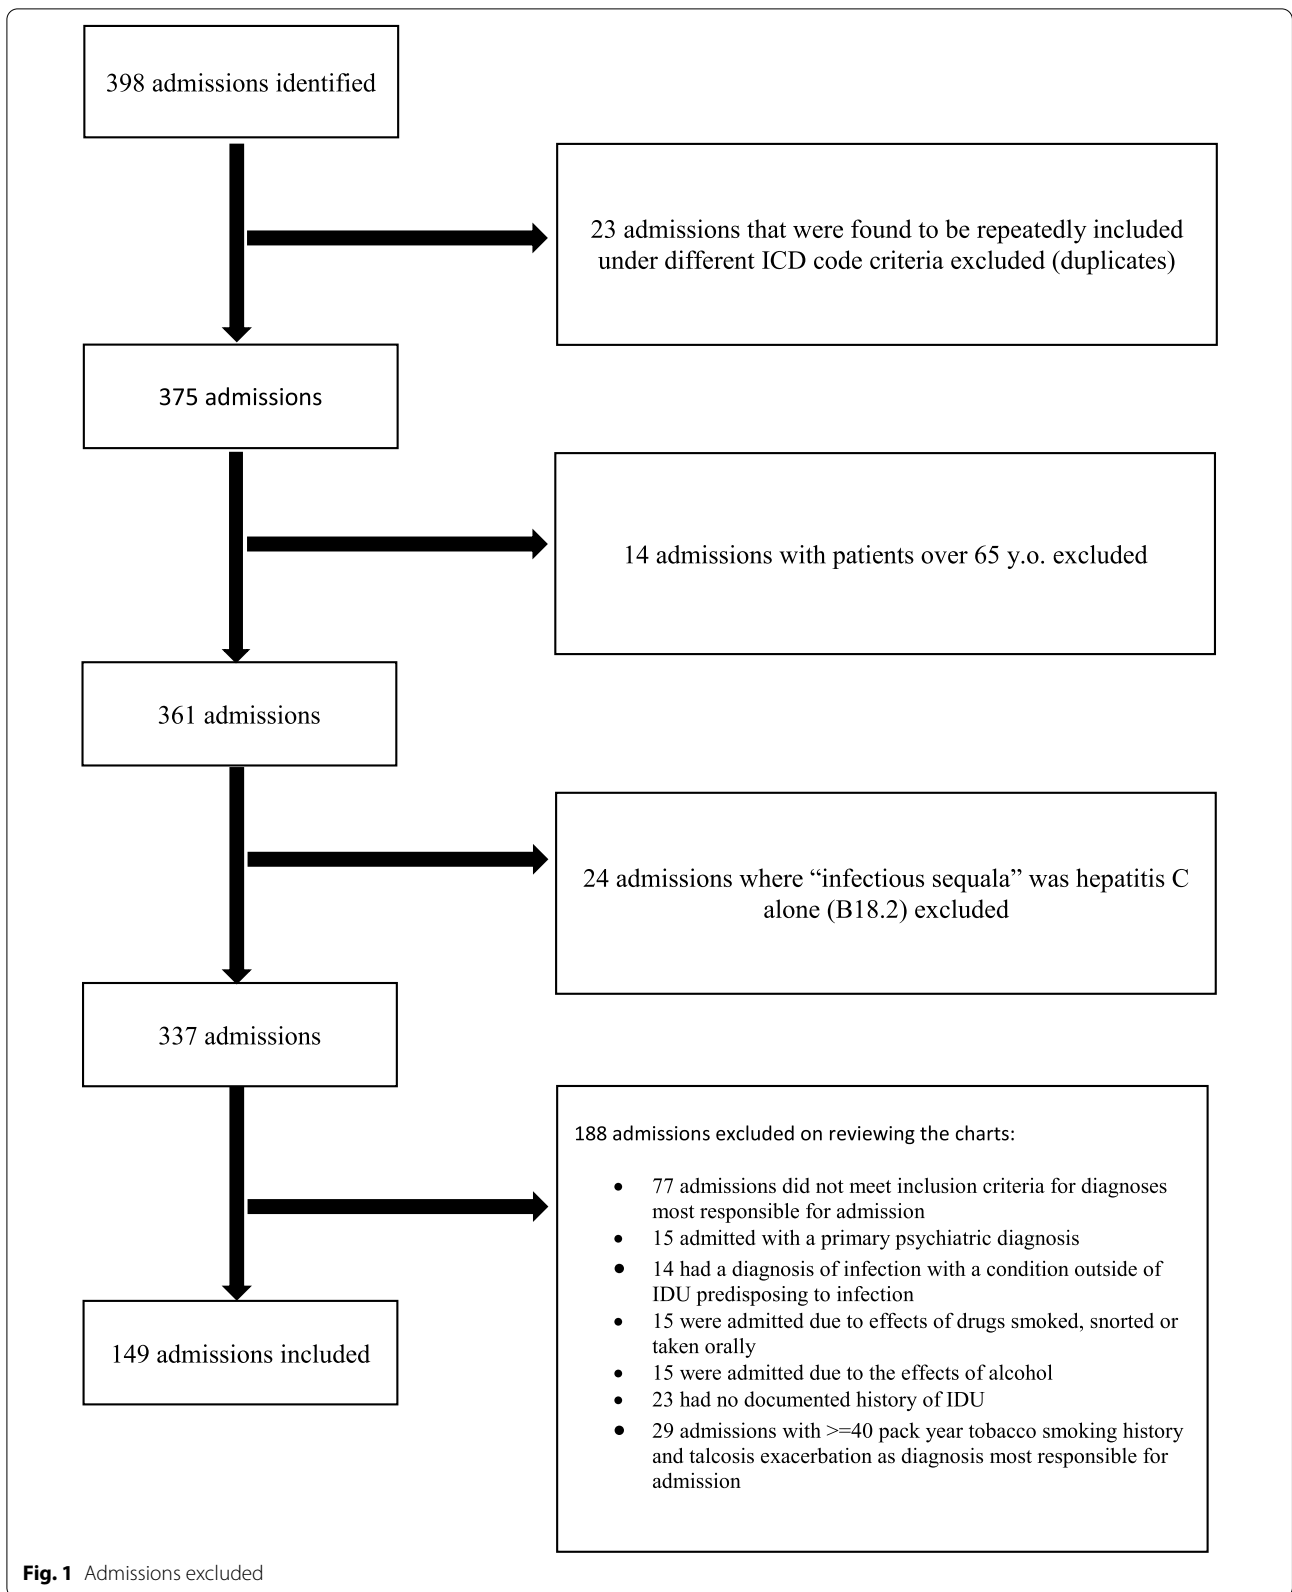 398 admissions identified
23 admissions that were found to be repeatedly included
under different ICD code criteria excluded (duplicates)
375 admissions
14 admissions with patients over 65 y.o. excluded
361 admissions
24 admissions where “infectious sequala” was hepatitis C
alone (B18.2) excluded
337 admissions
188 admissions excluded on reviewing the charts:
• 77 admissions did not meet inclusion criteria for diagnoses
most responsible for admission
• 15 admitted with a primary psychiatric diagnosis
• 14 had a diagnosis of infection with a condition outside of
IDU predisposing to infection
• 15 were admitted due to effects of drugs smoked, snorted or
taken orally
• 15 were admitted due to the effects of alcohol
• 23 had no documented history of IDU
• 29 admissions with >=40 pack year tobacco smoking history
and talcosis exacerbation as diagnosis most responsible for
admission
149 admissions included
Fig. 1 Admissions excluded